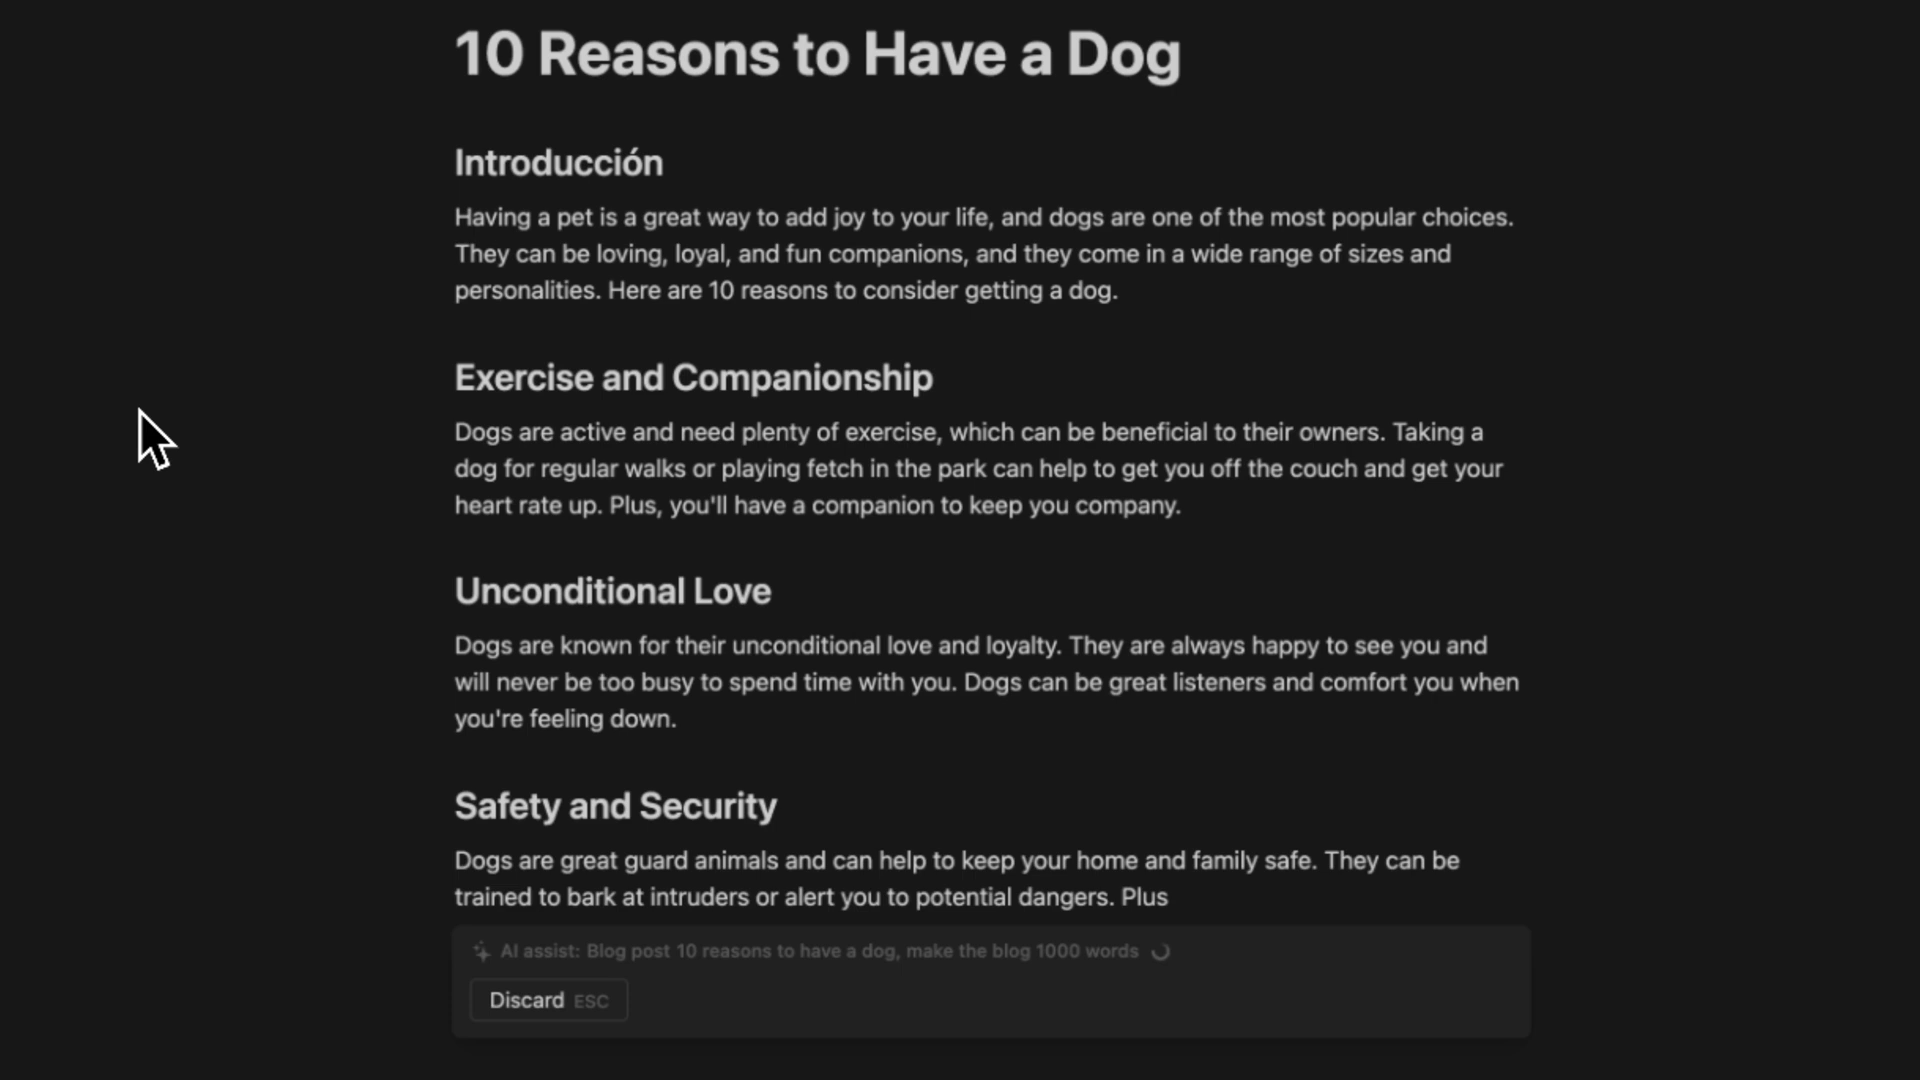 10 Reasons to Have a Dog
Introducción
Having a pet is a great way to add joy to your life, and dogs are one of the most popular choices.
They can be loving, loyal, and fun companions, and they come in a wide range of sizes and
personalities. Here are 10 reasons to consider getting a dog.
Exercise and Companionship
Dogs are active and need plenty of exercise, which can be beneficial to their owners. Taking a
dog for regular walks or playing fetch in the park can help to get you off the couch and get your
heart rate up. Plus, you'll have a companion to keep you company.
Unconditional Love
Dogs are known for their unconditional love and loyalty. They are always happy to see you and
will never be too busy to spend time with you. Dogs can be great listeners and comfort you when
you're feeling down.
Safety and Security
Dogs are great guard animals and can help to keep your home and family safe. They can be
trained to bark at intruders or alert you to potential dangers. Plus
AI assist: Blog post 10 reasons to have a dog, make the blog 1000 words
Discard ESC